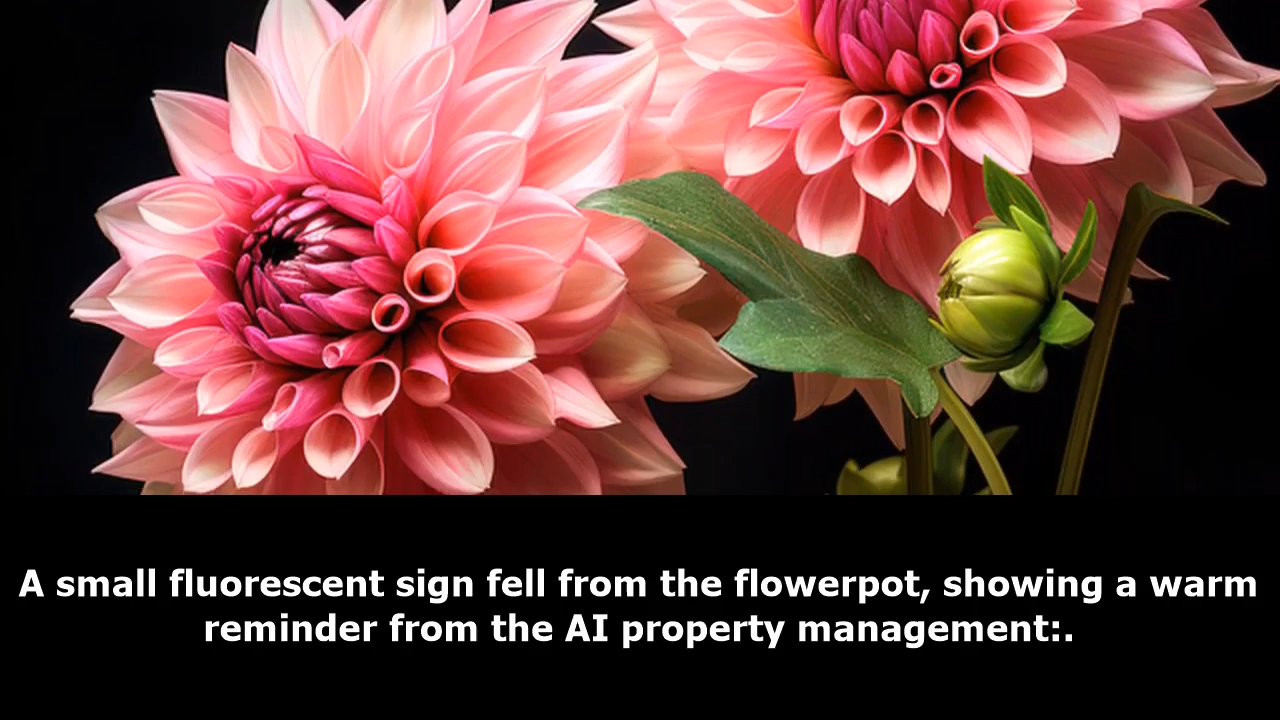 A small fluorescent sign fell from the flowerpot, showing a warm
reminder from the AI property management:.